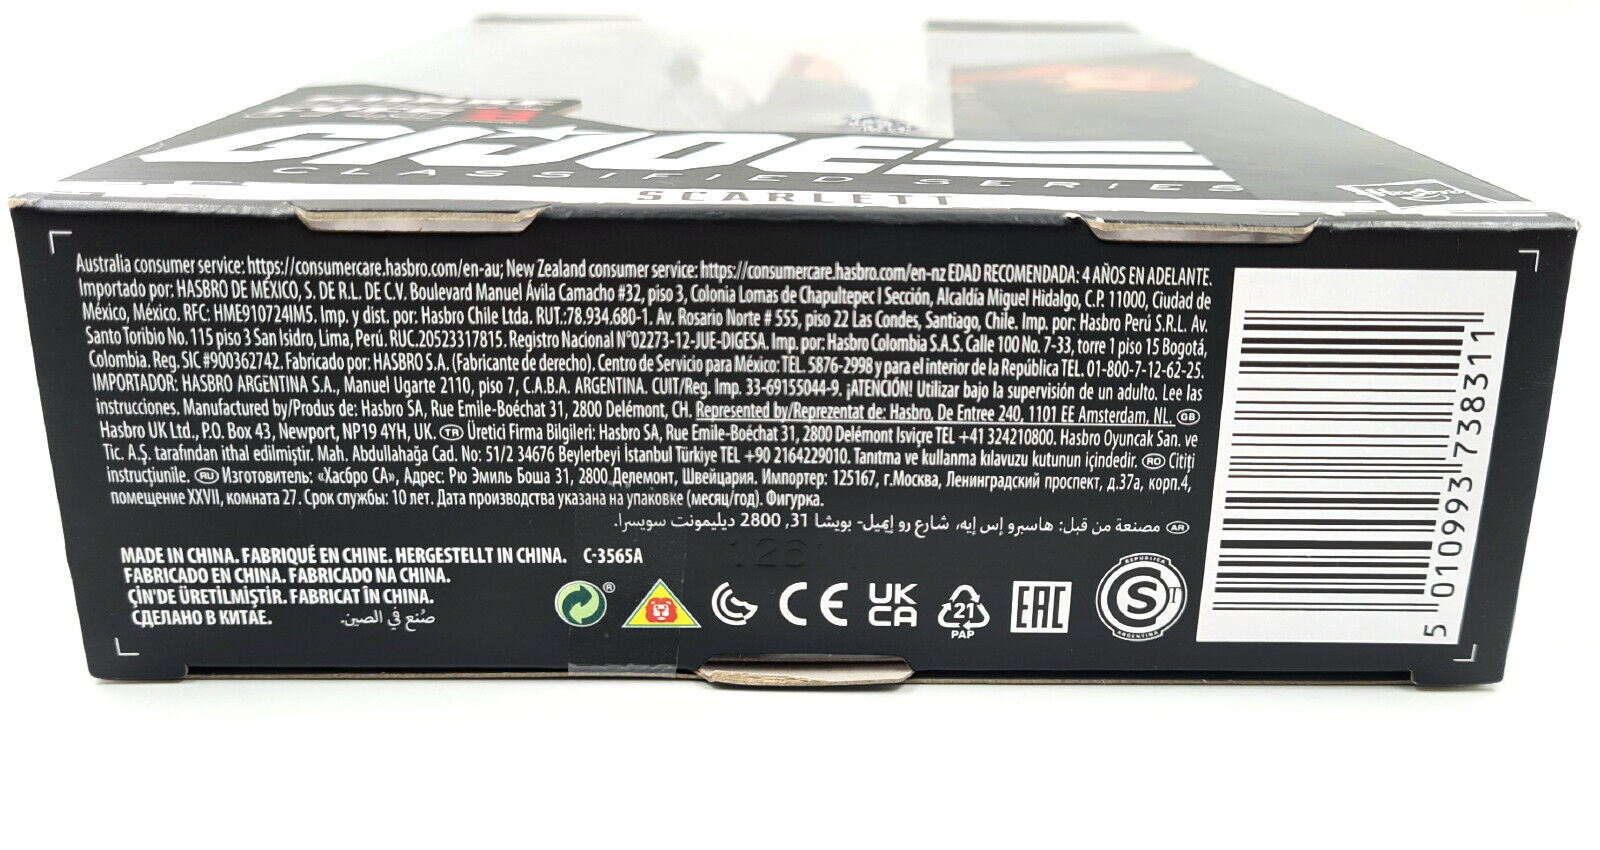 GI JOE
CLASSIFIED SERIES
SCARLETT
Hasbro
Australia consumer service: https://consumercare.hasbro.com/en-au; New Zealand consumer service: https://consumercare.hasbro.com/en-nz EDAD RECOMENDADA: 4 AÑOS EN ADELANTE.
Importado por: HASBRO DE MÉXICO, S. DE R.L. DE C.V. Boulevard Manuel Ávila Camacho #32, piso 3, Colonia Lomas de Chapultepec I Sección, Alcaldía Miguel Hidalgo, C.P. 11000, Ciudad de
México, México. RFC: HME910724IM5. Imp. y dist. por: Hasbro Chile Ltda. RUT.:78.934.680-1. Av. Rosario Norte # 555, piso 22 Las Condes, Santiago, Chile. Imp. por: Hasbro Perú S.R.L. Av.
Santo Toribio No. 115 piso 3 San Isidro, Lima, Perú. RUC.20523317815. Registro Nacional N°02273-12-JUE-DIGESA. Imp. por: Hasbro Colombia S.A.S. Calle 100 No. 7-33, torre 1 piso 15 Bogotá,
Colombia. Reg. SIC #900362742. Fabricado por: HASBRO S.A. (Fabricante de derecho). Centro de Servicio para México: TEL. 5876-2998 y para el interior de la República TEL. 01-800-7-12-62-25.
IMPORTADOR: HASBRO ARGENTINA S.A., Manuel Ugarte 2110, piso 7, C.A.B.A. ARGENTINA. CUIT/Reg. Imp. 33-69155044-9. ¡ATENCIÓN! Utilizar bajo la supervisión de un adulto. Lee las
instrucciones. Manufactured by/Produs de: Hasbro SA, Rue Emile-Boéchat 31, 2800 Delémont, CH. Represented by/Reprezentat de: Hasbro, De Entree 240, 1101 EE Amsterdam, NL. GB
Hasbro UK Ltd., P.O. Box 43, Newport, NP19 4YH, UK. TR Üretici Firma Bilgileri: Hasbro SA, Rue Emile-Boéchat 31, 2800 Delémont İsviçre TEL +41 324210800. Hasbro Oyuncak San. ve
Tic. A.Ş. tarafından ithal edilmiştir. Mah. Abdullahağa Cad. No: 51/2 34676 Beylerbeyi İstanbul Türkiye TEL +90 2164229010. Tanıtma ve kullanma kılavuzu kutunun içindedir. RO Citiți
instrucțiunile. RU Изготовитель: «Хасбро СА», Адрес: Рю Эмиль Боша 31, 2800 Делемонт, Швейцария. Импортер: 125167, г.Москва, Ленинградский проспект, д.37а, корп.4,
помещение XXVII, комната 27. Срок службы: 10 лет. Дата производства указана на упаковке (месяц/год). Фигурка.
AR مصنعة من قبل: هاسبرو إس إيه، شارع رو إيميل- بويشا 31، 2800 ديليمونت سويسرا.
MADE IN CHINA. FABRIQUÉ EN CHINE. HERGESTELLT IN CHINA. C-3565A
FABRICADO EN CHINA. FABRICADO NA CHINA.
ÇİN'DE ÜRETİLMİŞTİR. FABRICAT ÎN CHINA.
СДЕЛАНО В КИТАЕ. صُنع في الصين.
® CE UK CA 21 PAP EAC
REPUBLICA S ARGENTINA
5 010993 738311